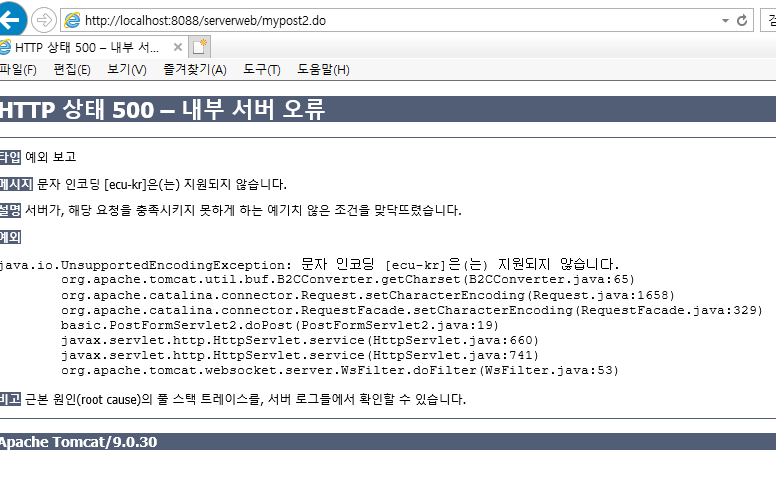 http://localhost:8088/serverweb/mypost2.do
HTTP 상태 500 – 내부 서...
파일(F) 편집(E) 보기(V) 즐겨찾기(A) 도구(T) 도움말(H)
HTTP 상태 500 – 내부 서버 오류
타입 예외 보고
메시지 문자 인코딩 [ecu-kr]은(는) 지원되지 않습니다.
설명 서버가, 해당 요청을 충족시키지 못하게 하는 예기치 않은 조건을 맞닥뜨렸습니다.
예외
java.io.UnsupportedEncodingException: 문자 인코딩 [ecu-kr]은(는) 지원되지 않습니다.
org.apache.tomcat.util.buf.B2CConverter.getCharset(B2CConverter.java:65)
org.apache.catalina.connector.Request.setCharacterEncoding(Request.java:1658)
org.apache.catalina.connector.RequestFacade.setCharacterEncoding(RequestFacade.java:329)
basic.PostFormServlet2.doPost(PostFormServlet2.java:19)
javax.servlet.http.HttpServlet.service(HttpServlet.java:660)
javax.servlet.http.HttpServlet.service(HttpServlet.java:741)
org.apache.tomcat.websocket.server.WsFilter.doFilter(WsFilter.java:53)
비고 근본 원인(root cause)의 풀 스택 트레이스를, 서버 로그들에서 확인할 수 있습니다.
Apache Tomcat/9.0.30